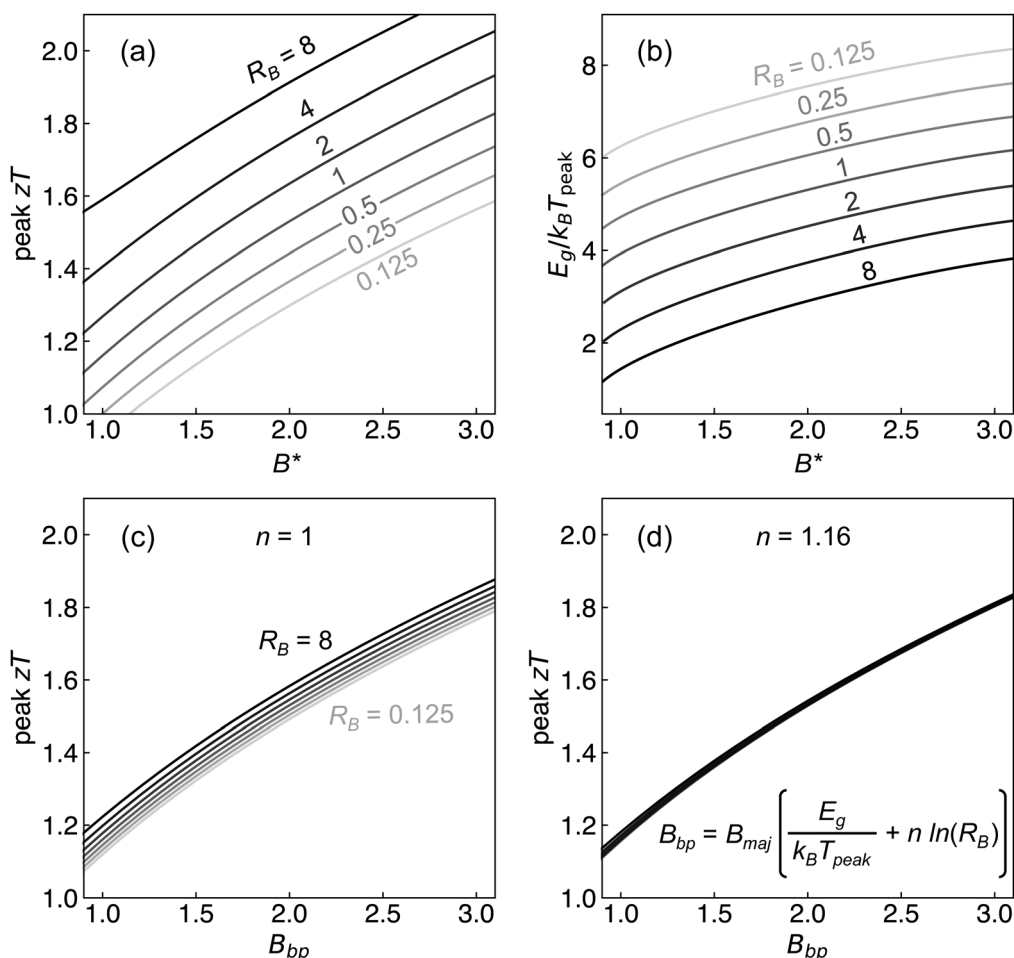 (a)
R_B = 8
4
2
1
0.5
0.25
0.125
peak zT
2.0
1.8
1.6
1.4
1.2
1.0
1.0 1.5 2.0 2.5 3.0
B*
(b)
R_B = 0.125
0.25
0.5
1
2
4
8
E_g/k_BT_peak
8
6
4
2
1.0 1.5 2.0 2.5 3.0
B*
(c)
n = 1
R_B = 8
R_B = 0.125
peak zT
2.0
1.8
1.6
1.4
1.2
1.0
1.0 1.5 2.0 2.5 3.0
B_bp
(d)
n = 1.16
B_bp = B_maj [E_g / k_BT_peak + n ln(R_B)]
peak zT
2.0
1.8
1.6
1.4
1.2
1.0
1.0 1.5 2.0 2.5 3.0
B_bp